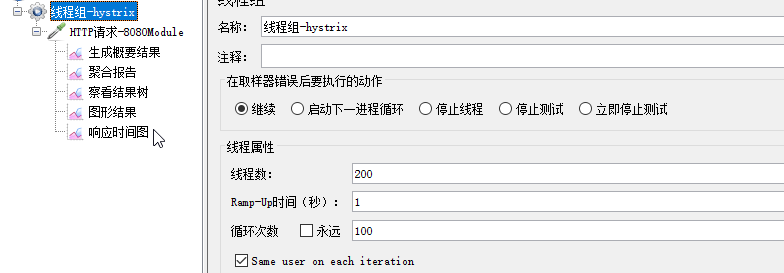 线程组-hystrix
HTTP请求-8080Module
生成概要结果
聚合报告
察看结果树
图形结果
响应时间图
线程组
名称: 线程组-hystrix
注释:
在取样器错误后要执行的动作
继续 启动下一进程循环 停止线程 停止测试 立即停止测试
线程属性
线程数: 200
Ramp-Up时间(秒): 1
循环次数 永远 100
Same user on each iteration